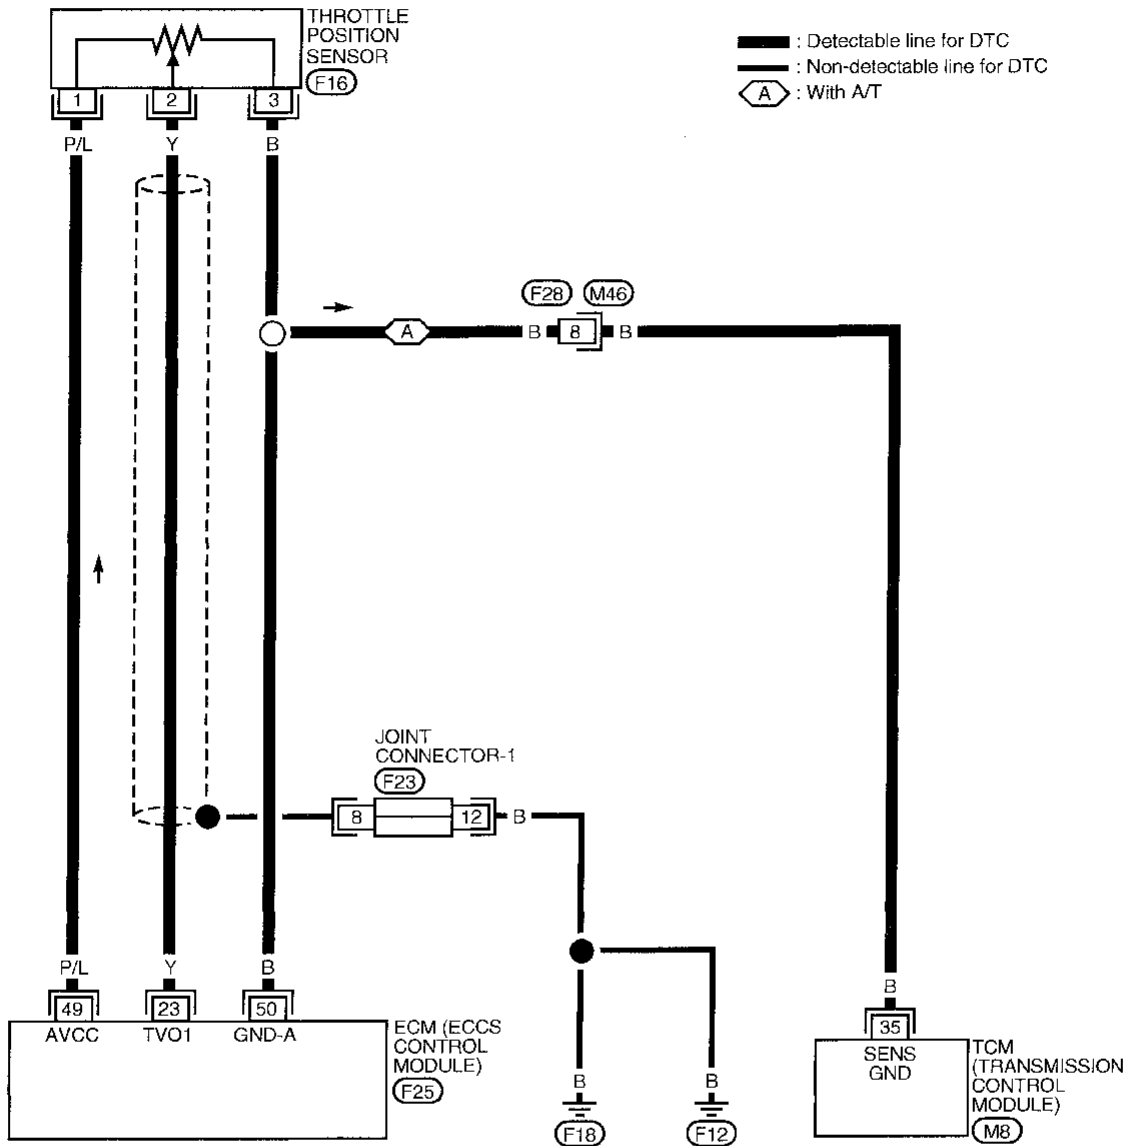 THROTTLE
POSITION
SENSOR
F16
: Detectable line for DTC
: Non-detectable line for DTC
A : With A/T
1 2 3
P/L Y B
F28 M46
A B 8 B
JOINT
CONNECTOR-1
F23
8 12 B
P/L Y B
B
49 23 50
AVCC TVO1 GND-A
ECM (ECCS
CONTROL
MODULE)
F25
35
SENS
GND
TCM
(TRANSMISSION
CONTROL
MODULE)
M8
B B
F18 F12